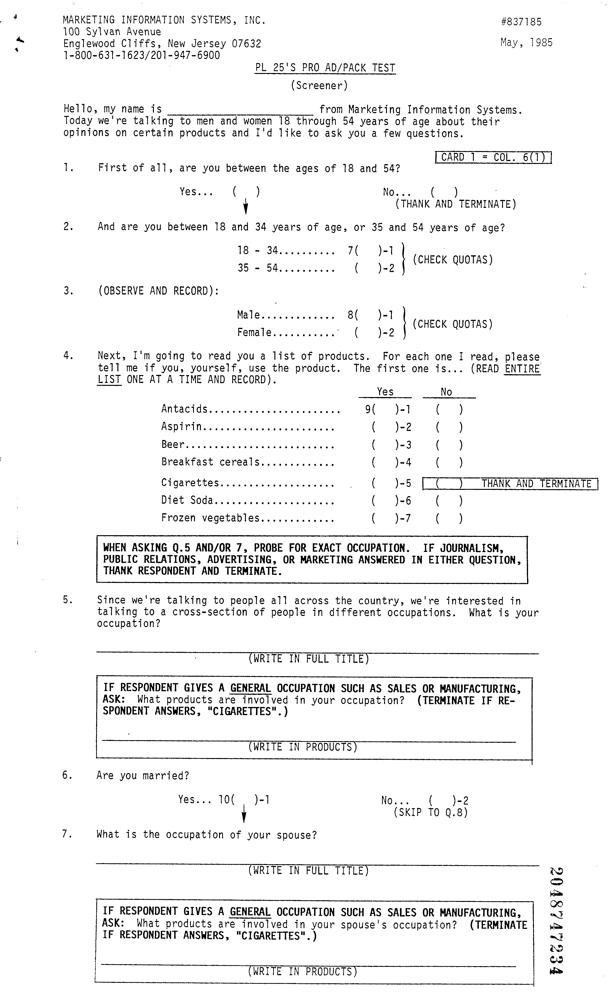 MARKETING INFORMATION SYSTEMS, INC. #837185
100 Sylvan Avenue
Englewood Cliffs, New Jersey 07632 May, 1985
1-800-631-1623/201-947-6900
PL 25'S PRO AD/PACK TEST
(Screener)
Hello, my name is ______________________ from Marketing Information Systems.
Today we're talking to men and women 18 through 54 years of age about their
opinions on certain products and I'd like to ask you a few questions.
CARD 1 = COL. 6(1)
1. First of all, are you between the ages of 18 and 54?
Yes... ( ) No... ( )
(THANK AND TERMINATE)
2. And are you between 18 and 34 years of age, or 35 and 54 years of age?
18 - 34.......... 7( )-1
(CHECK QUOTAS)
35 - 54.......... ( )-2
3. (OBSERVE AND RECORD):
Male............. 8( )-1
(CHECK QUOTAS)
Female........... ( )-2
4. Next, I'm going to read you a list of products. For each one I read, please
tell me if you, yourself, use the product. The first one is... (READ ENTIRE
LIST ONE AT A TIME AND RECORD).
Yes No
Antacids...................... 9( )-1 ( )
Aspirin....................... ( )-2 ( )
Beer.......................... ( )-3 ( )
Breakfast cereals............. ( )-4 ( )
Cigarettes.................... ( )-5 ( ) THANK AND TERMINATE
Diet Soda..................... ( )-6 ( )
Frozen vegetables............. ( )-7 ( )
WHEN ASKING Q.5 AND/OR 7, PROBE FOR EXACT OCCUPATION. IF JOURNALISM,
PUBLIC RELATIONS, ADVERTISING, OR MARKETING ANSWERED IN EITHER QUESTION,
THANK RESPONDENT AND TERMINATE.
5. Since we're talking to people all across the country, we're interested in
talking to a cross-section of people in different occupations. What is your
occupation?
(WRITE IN FULL TITLE)
IF RESPONDENT GIVES A GENERAL OCCUPATION SUCH AS SALES OR MANUFACTURING,
ASK: What products are involved in your occupation? (TERMINATE IF RE-
SPONDENT ANSWERS, "CIGARETTES".)
(WRITE IN PRODUCTS)
6. Are you married?
Yes... 10( )-1 No... ( )-2
(SKIP TO Q.8)
7. What is the occupation of your spouse?
(WRITE IN FULL TITLE)
IF RESPONDENT GIVES A GENERAL OCCUPATION SUCH AS SALES OR MANUFACTURING,
ASK: What products are involved in your spouse's occupation? (TERMINATE
IF RESPONDENT ANSWERS, "CIGARETTES".)
(WRITE IN PRODUCTS)
2048747234